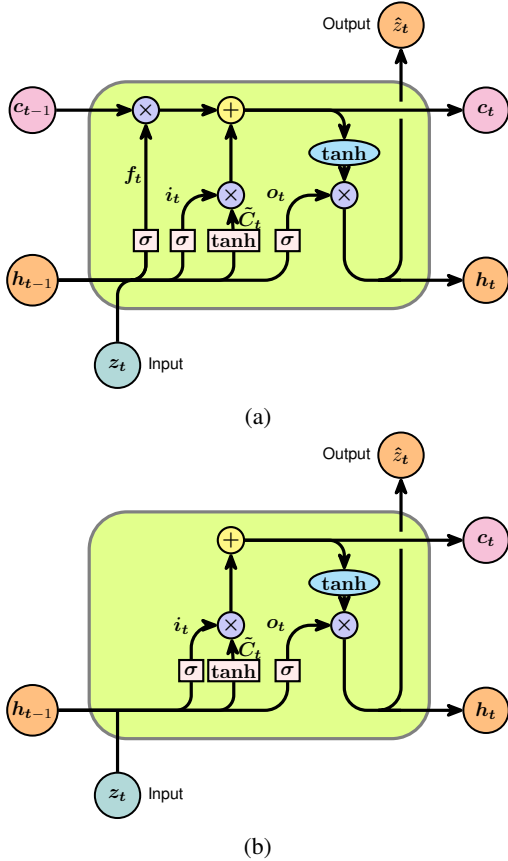 Output ẑₜ
cₜ₋₁ × + cₜ
tanh
fₜ iₜ × oₜ ×
C̃ₜ
σ σ tanh σ
hₜ₋₁ hₜ
zₜ Input
(a)
Output ẑₜ
+ cₜ
tanh
iₜ × oₜ ×
C̃ₜ
σ tanh σ
hₜ₋₁ hₜ
zₜ Input
(b)